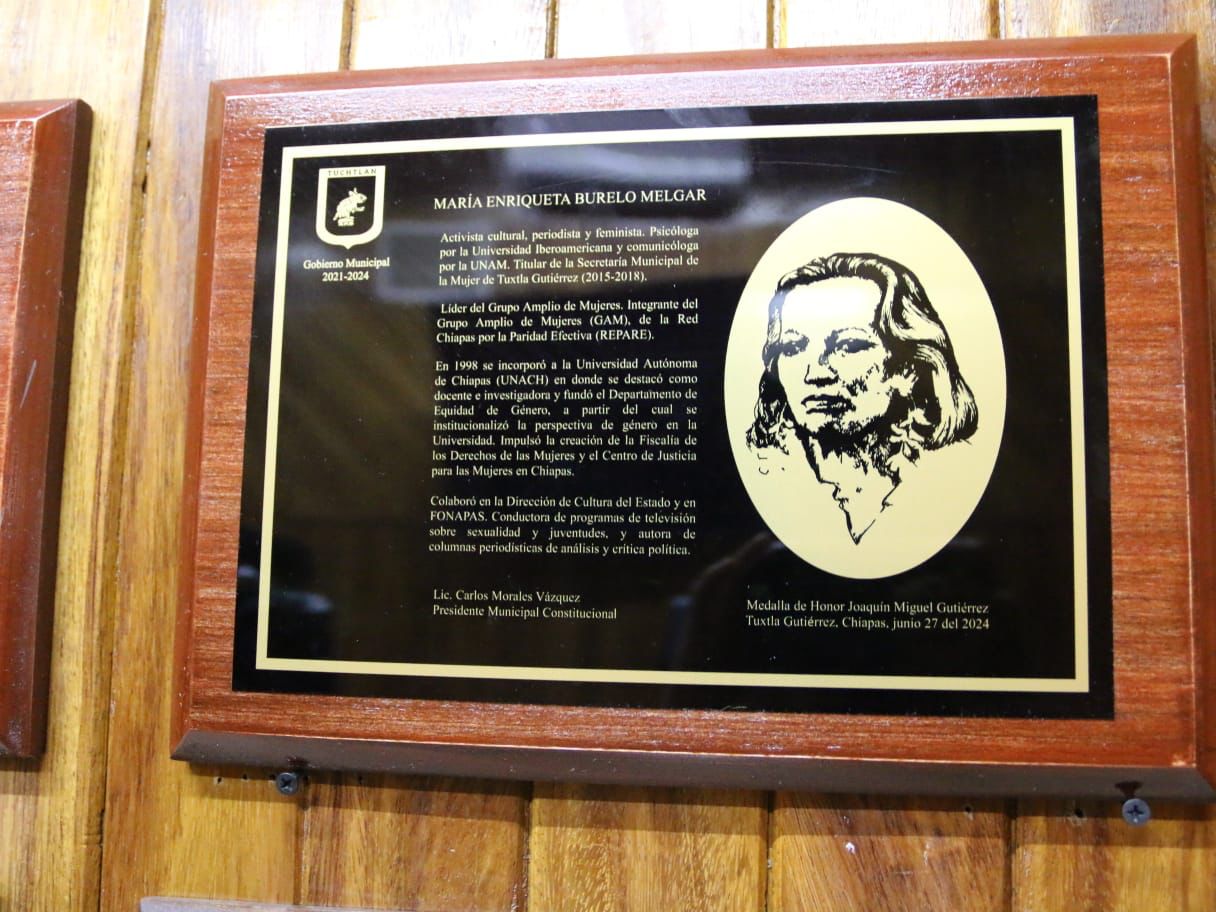 TUCHTLAN
Gobierno Municipal
2021-2024
MARÍA ENRIQUETA BURELO MELGAR
Activista cultural, periodista y feminista. Psicóloga
por la Universidad Iberoamericana y comunicóloga
por la UNAM. Titular de la Secretaría Municipal de
la Mujer de Tuxtla Gutiérrez (2015-2018).
Líder del Grupo Amplio de Mujeres. Integrante del
Grupo Amplio de Mujeres (GAM), de la Red
Chiapas por la Paridad Efectiva (REPARE).
En 1998 se incorporó a la Universidad Autónoma
de Chiapas (UNACH) en donde se destacó como
docente e investigadora y fundó el Departamento de
Equidad de Género, a partir del cual se
institucionalizó la perspectiva de género en la
Universidad. Impulsó la creación de la Fiscalía de
los Derechos de las Mujeres y el Centro de Justicia
para las Mujeres en Chiapas.
Colaboró en la Dirección de Cultura del Estado y en
FONAPAS. Conductora de programas de televisión
sobre sexualidad y juventudes, y autora de
columnas periodísticas de análisis y crítica política.
Lic. Carlos Morales Vázquez
Presidente Municipal Constitucional
Medalla de Honor Joaquín Miguel Gutiérrez
Tuxtla Gutiérrez, Chiapas, junio 27 del 2024